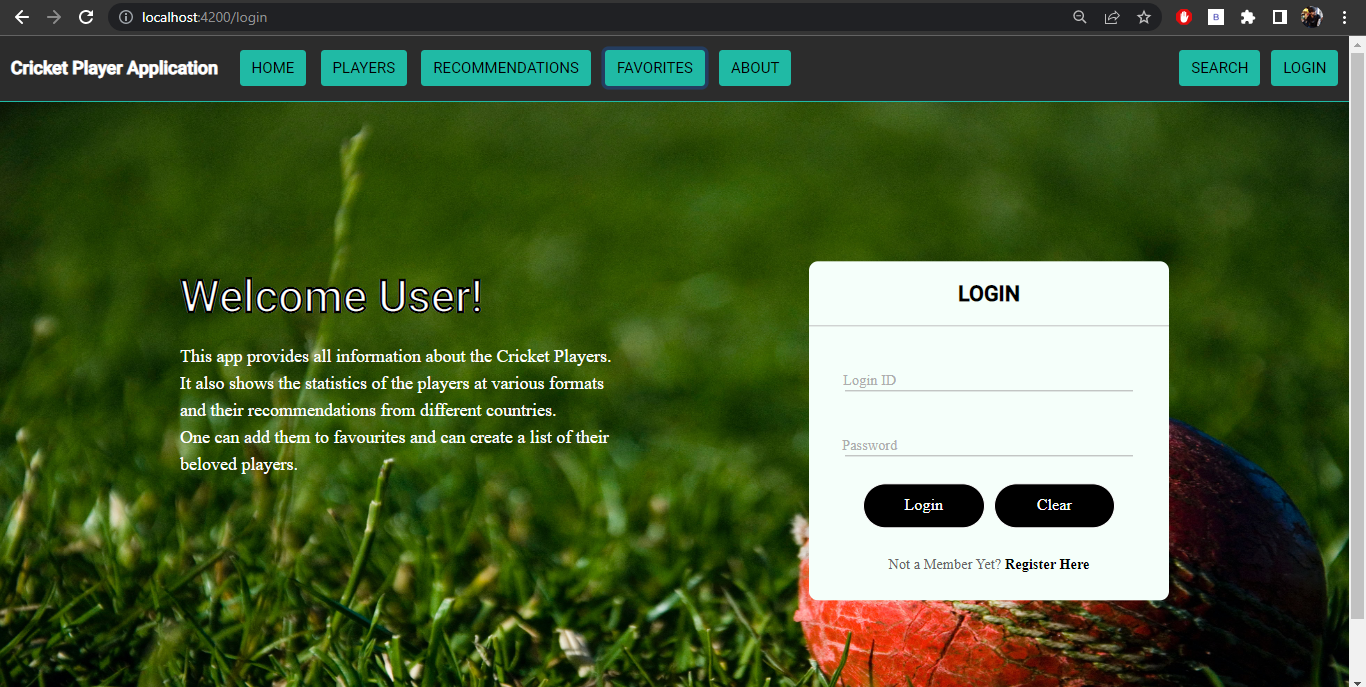 localhost:4200/login
B
Cricket Player Application
HOME
PLAYERS
RECOMMENDATIONS
FAVORITES
ABOUT
SEARCH
LOGIN
Welcome User!
This app provides all information about the Cricket Players.
It also shows the statistics of the players at various formats
and their recommendations from different countries.
One can add them to favourites and can create a list of their
beloved players.
LOGIN
Login ID
Password
Login
Clear
Not a Member Yet? Register Here